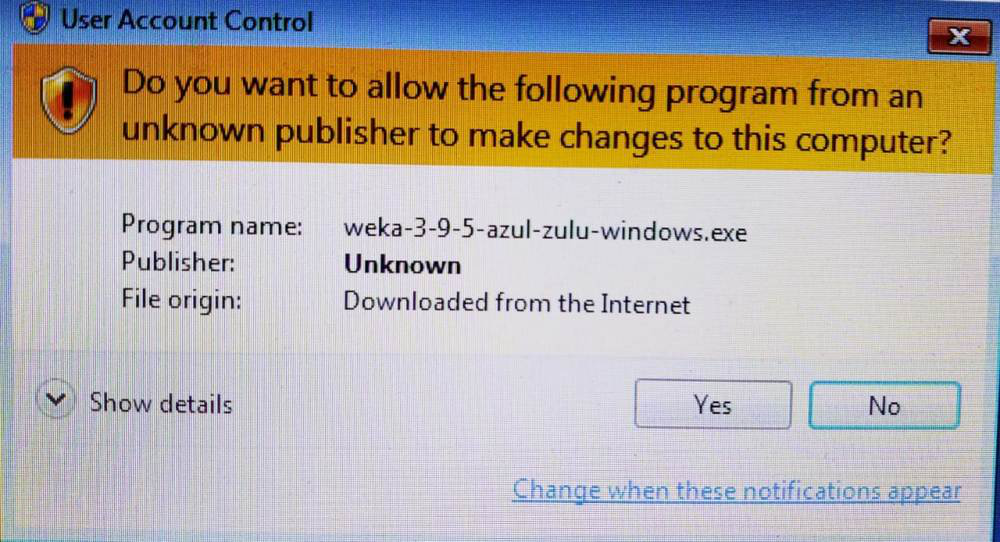 User Account Control
Do you want to allow the following program from an
unknown publisher to make changes to this computer?
Program name: weka-3-9-5-azul-zulu-windows.exe
Publisher: Unknown
File origin: Downloaded from the Internet
Show details
Yes
No
Change when these notifications appear